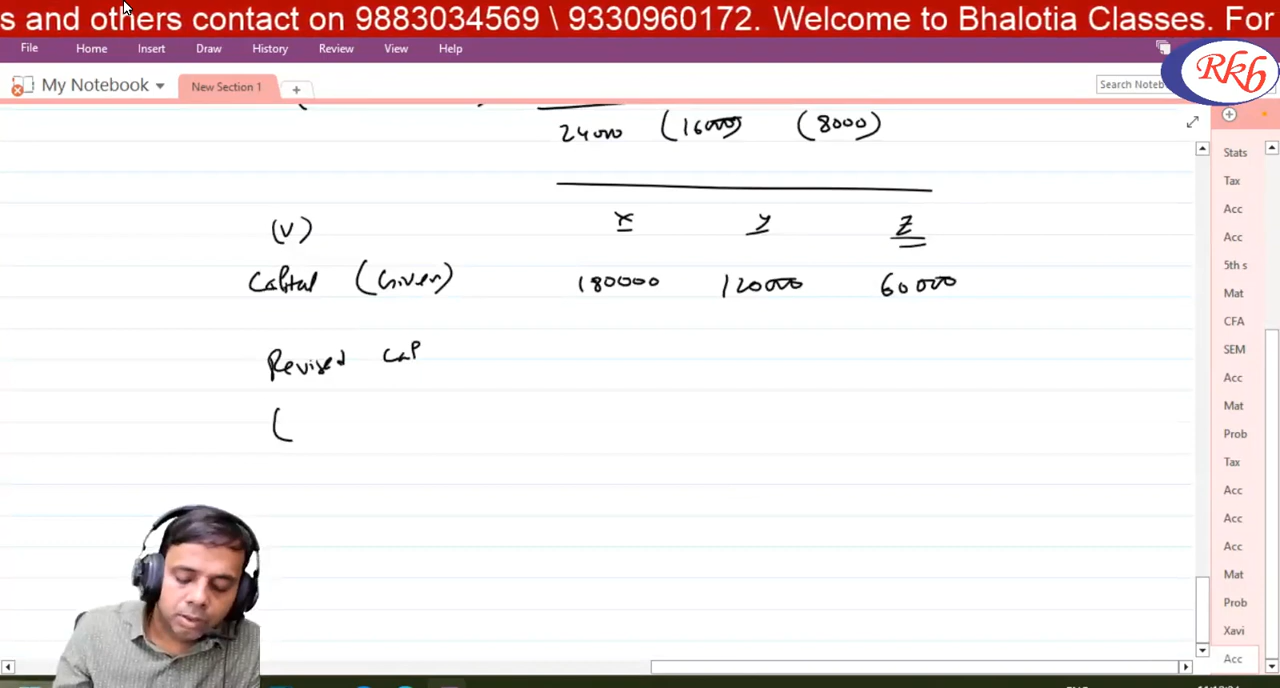 s and others contact on 9883034569 \ 9330960172. Welcome to Bhalotia Classes. For
File Home Insert Draw History Review View Help
Rkb
My Notebook New Section 1 + Search Noteb
24000 (16000) (8000)
(V) X Y Z
Capital (Given) 180000 120000 60000
Revised Cap
(
Stats
Tax
Acc
Acc
5th s
Mat
CFA
SEM
Acc
Mat
Prob
Tax
Acc
Acc
Acc
Mat
Prob
Xavi
Acc